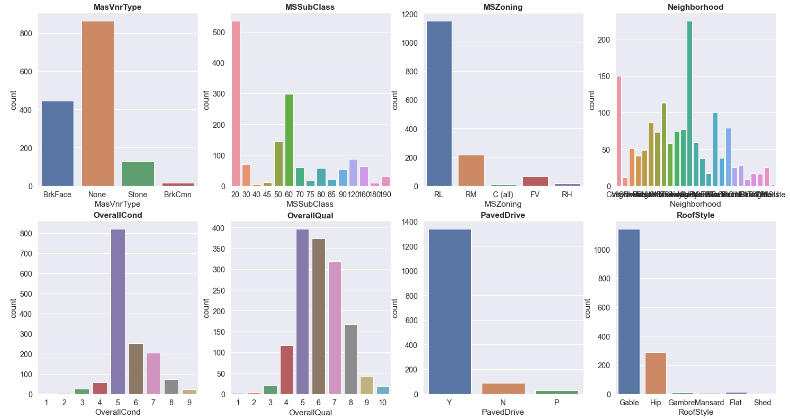 MasVnrType
count
800
600
400
200
0
BrkFace None Stone BrkCmn
MasVnrType
MSSubClass
count
500
400
300
200
100
0
20 30 40 45 50 60 70 75 80 85 90 120 160 180 190
MSSubClass
MSZoning
count
1200
1000
800
600
400
200
0
RL RM C (all) FV RH
MSZoning
Neighborhood
count
200
150
100
50
0
Neighborhood
OverallCond
count
800
700
600
500
400
300
200
100
0
1 2 3 4 5 6 7 8 9
OverallCond
OverallQual
count
400
350
300
250
200
150
100
50
0
1 2 3 4 5 6 7 8 9 10
OverallQual
PavedDrive
count
1400
1200
1000
800
600
400
200
0
Y N P
PavedDrive
RoofStyle
count
1000
800
600
400
200
0
Gable Hip Gambrel Mansard Flat Shed
RoofStyle